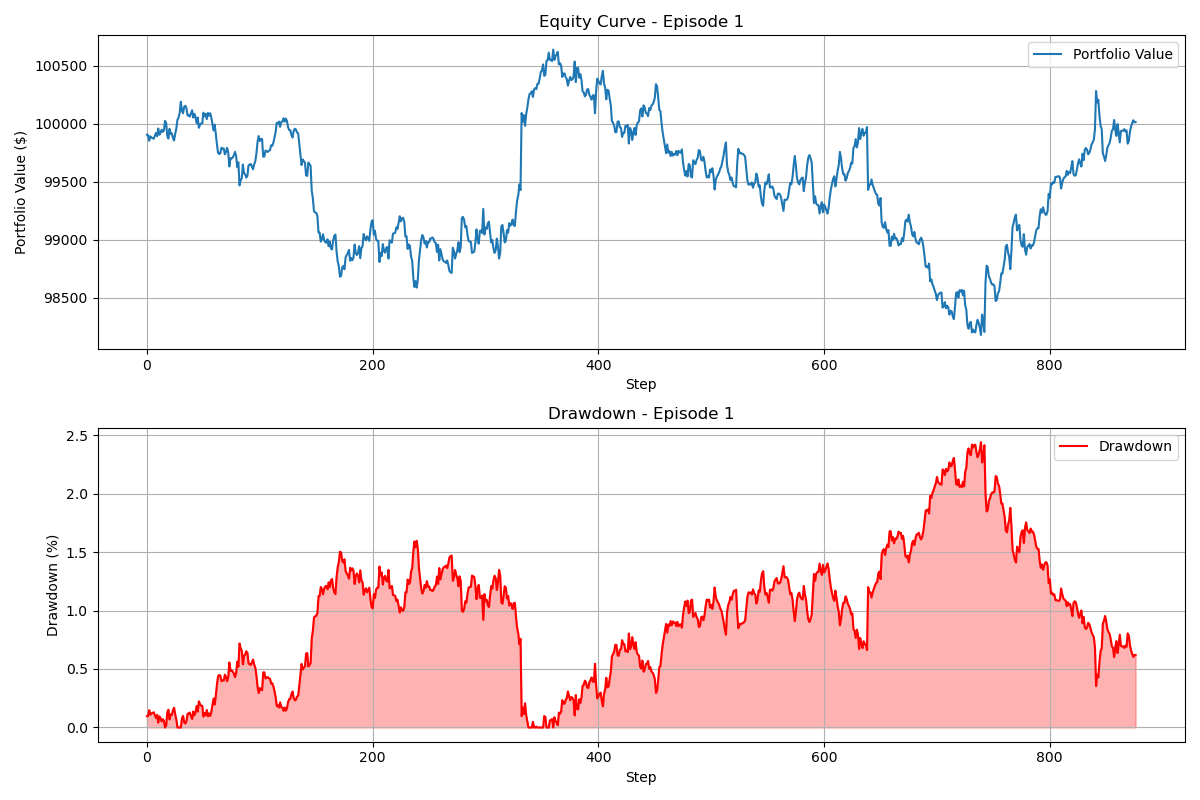 Equity Curve - Episode 1
Portfolio Value ($)
100500
100000
99500
99000
98500
Portfolio Value
0 200 400 600 800
Step
Drawdown - Episode 1
Drawdown (%)
2.5
2.0
1.5
1.0
0.5
0.0
Drawdown
0 200 400 600 800
Step